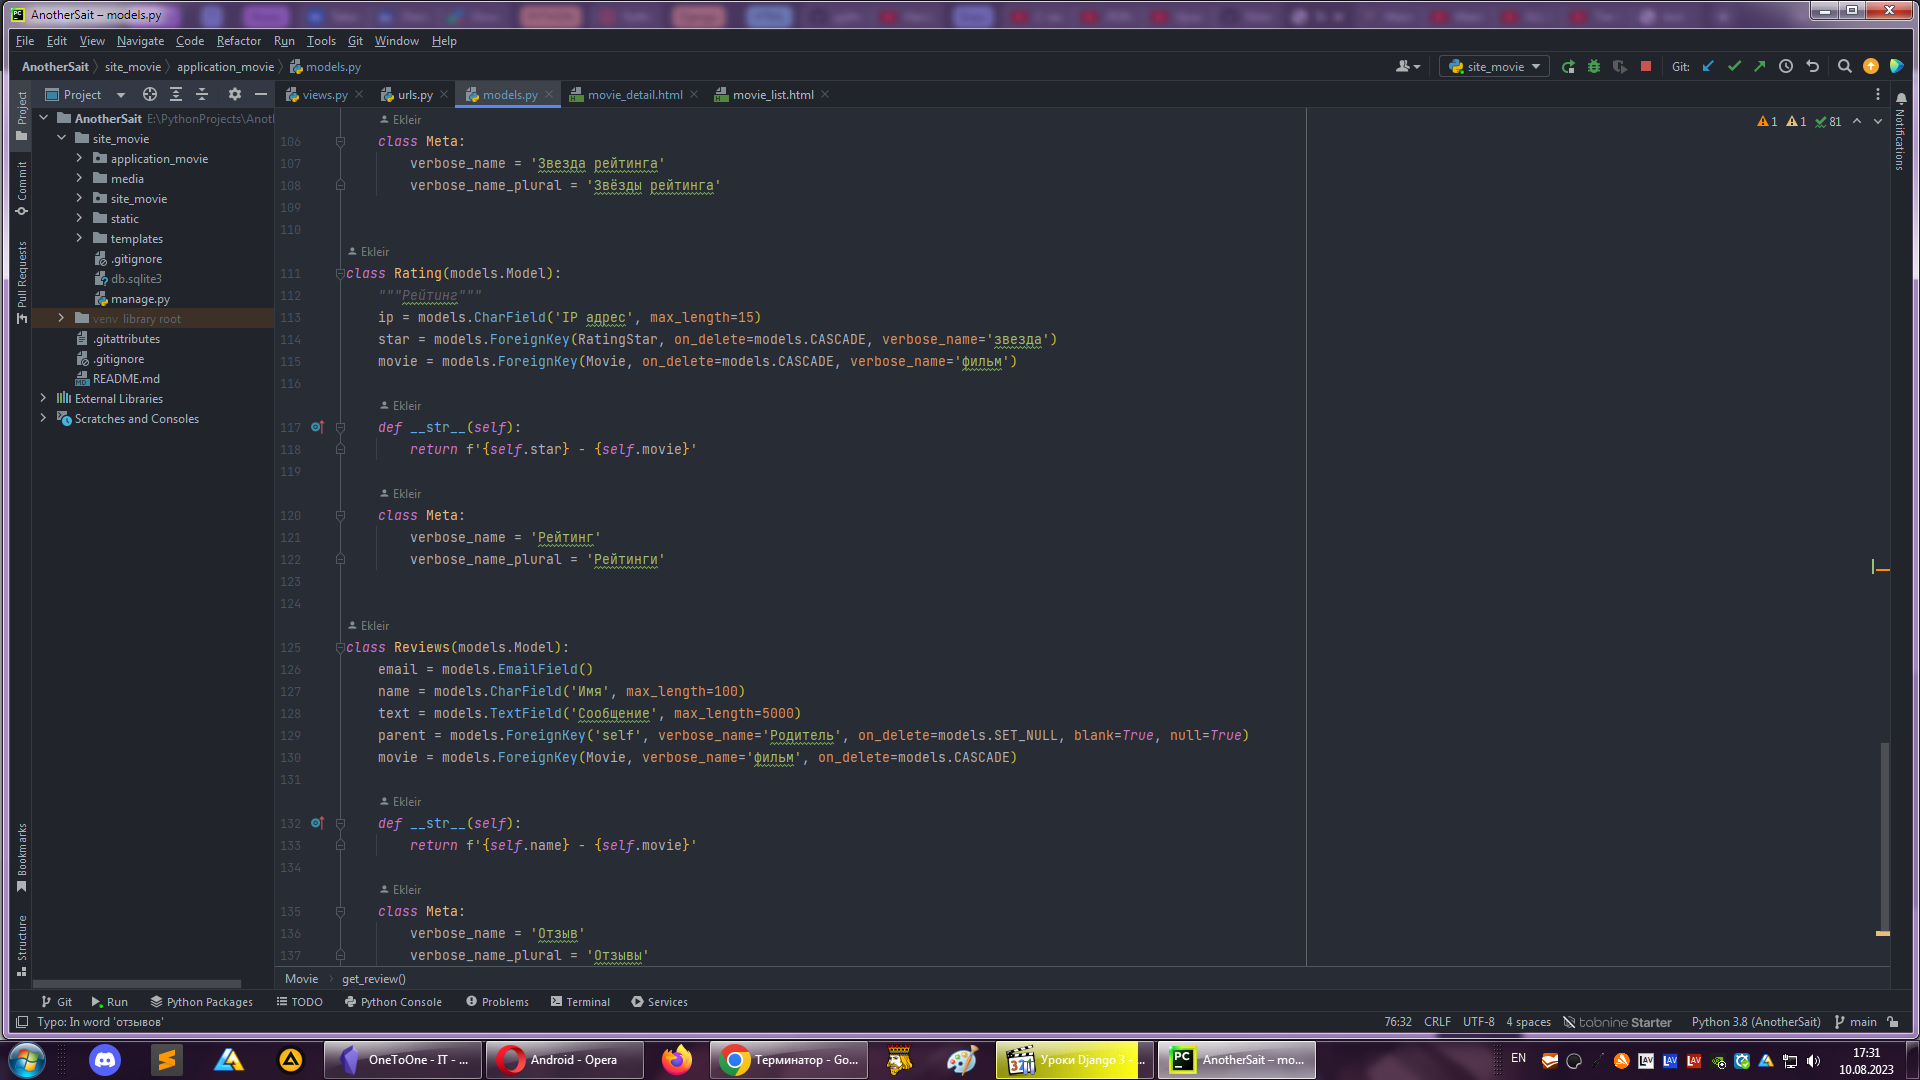 AnotherSait – models.py
File Edit View Navigate Code Refactor Run Tools Git Window Help
AnotherSait site_movie application_movie models.py
site_movie Git:
Project
views.py urls.py models.py movie_detail.html movie_list.html
AnotherSait E:\PythonProjects\Anotl
site_movie
application_movie
media
site_movie
static
templates
.gitignore
db.sqlite3
manage.py
venv library root
.gitattributes
.gitignore
README.md
External Libraries
Scratches and Consoles
Project
Commit
Pull Requests
Bookmarks
Structure
Notifications
1 1 81
Ekleir
106 class Meta:
107 verbose_name = 'Звезда рейтинга'
108 verbose_name_plural = 'Звёзды рейтинга'
109
110
Ekleir
111 class Rating(models.Model):
112 """Рейтинг"""
113 ip = models.CharField('IP адрес', max_length=15)
114 star = models.ForeignKey(RatingStar, on_delete=models.CASCADE, verbose_name='звезда')
115 movie = models.ForeignKey(Movie, on_delete=models.CASCADE, verbose_name='фильм')
116
Ekleir
117 def __str__(self):
118 return f'{self.star} - {self.movie}'
119
Ekleir
120 class Meta:
121 verbose_name = 'Рейтинг'
122 verbose_name_plural = 'Рейтинги'
123
124
Ekleir
125 class Reviews(models.Model):
126 email = models.EmailField()
127 name = models.CharField('Имя', max_length=100)
128 text = models.TextField('Сообщение', max_length=5000)
129 parent = models.ForeignKey('self', verbose_name='Родитель', on_delete=models.SET_NULL, blank=True, null=True)
130 movie = models.ForeignKey(Movie, verbose_name='фильм', on_delete=models.CASCADE)
131
Ekleir
132 def __str__(self):
133 return f'{self.name} - {self.movie}'
134
Ekleir
135 class Meta:
136 verbose_name = 'Отзыв'
137 verbose_name_plural = 'Отзывы'
Movie get_review()
Git Run Python Packages TODO Python Console Problems Terminal Services
Typo: In word 'отзывов'
76:32 CRLF UTF-8 4 spaces tabnine Starter Python 3.8 (AnotherSait) main
OneToOne - IT - ... Android - Opera Терминатор - Go... Уроки Django 3 - ... AnotherSait – mo...
EN
17:31
10.08.2023